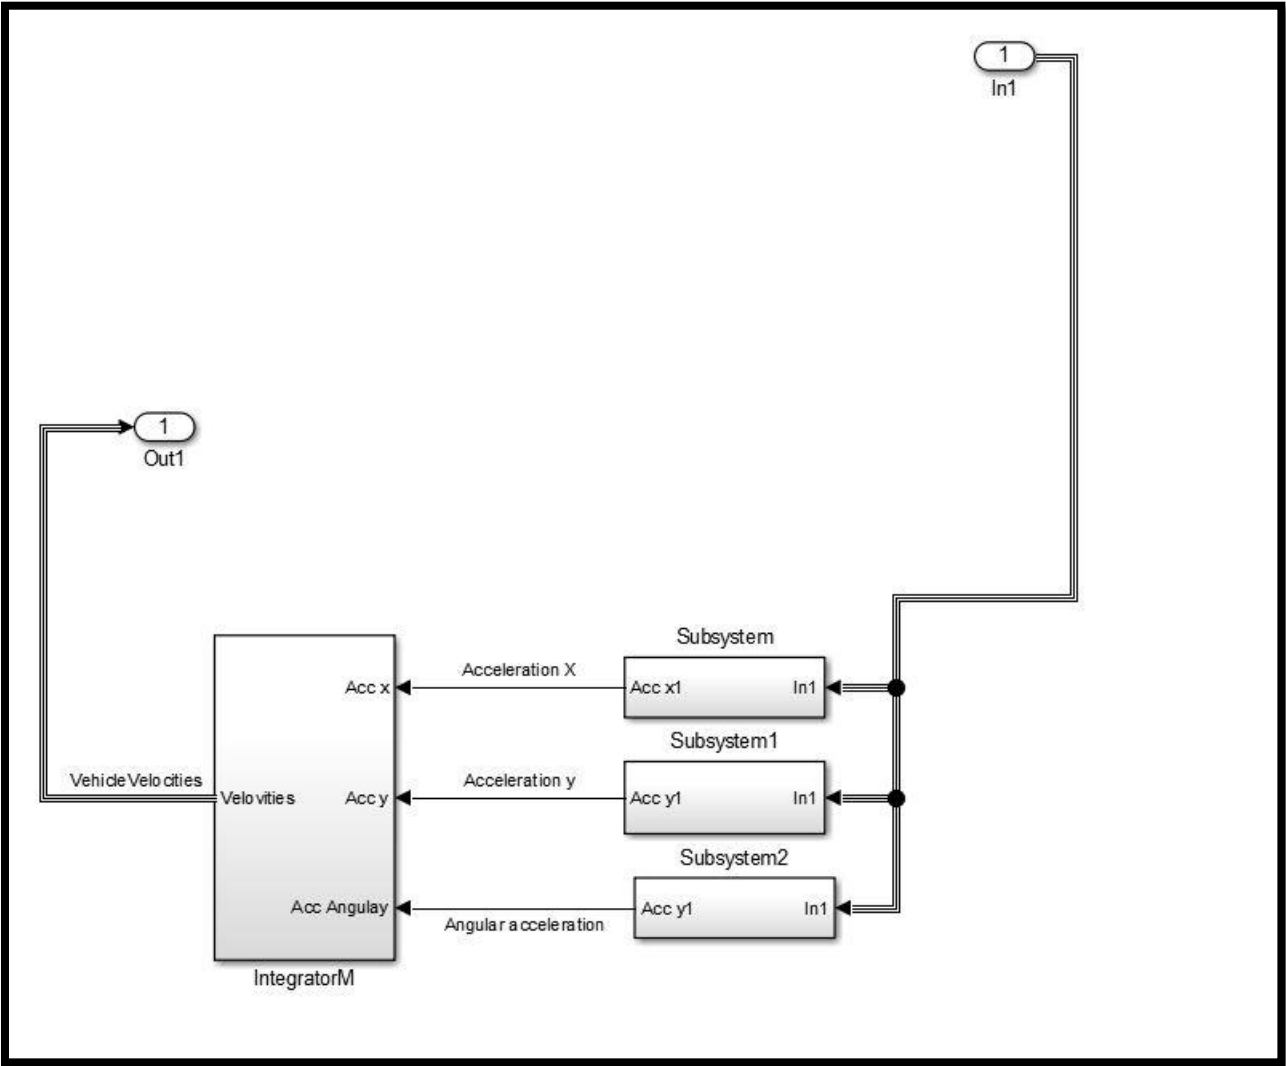 1
In1
1
Out1
Subsystem
Acceleration X
Acc x
Acc x1
In1
Subsystem1
Vehicle Velocities
Acceleration y
Velovities
Acc y
Acc y1
In1
Subsystem2
Acc Angulay
Acc y1
In1
Angular acceleration
IntegratorM